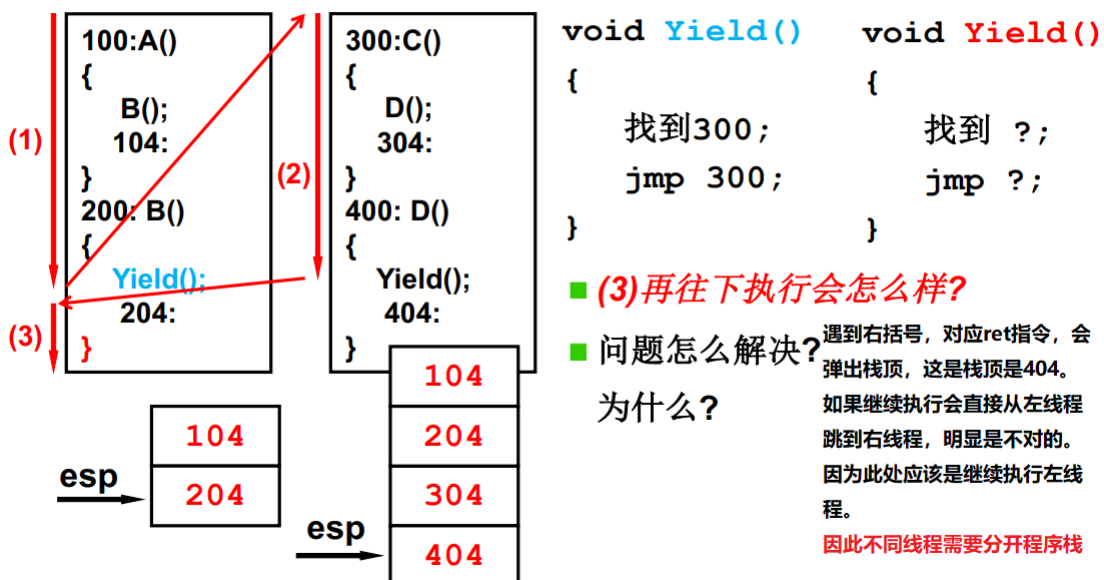 100:A()
{
B();
104:
}
200: B()
{
Yield();
204:
}
(1)
(2)
(3)
300:C()
{
D();
304:
}
400: D()
{
Yield();
404:
}
esp
104
204
esp
104
204
304
404
void Yield()
{
找到300;
jmp 300;
}
void Yield()
{
找到 ?;
jmp ?;
}
(3)再往下执行会怎么样?
问题怎么解决?
为什么?
遇到右括号，对应ret指令，会
弹出栈顶，这是栈顶是404。
如果继续执行会直接从左线程
跳到右线程，明显是不对的。
因为此处应该是继续执行左线
程。
因此不同线程需要分开程序栈